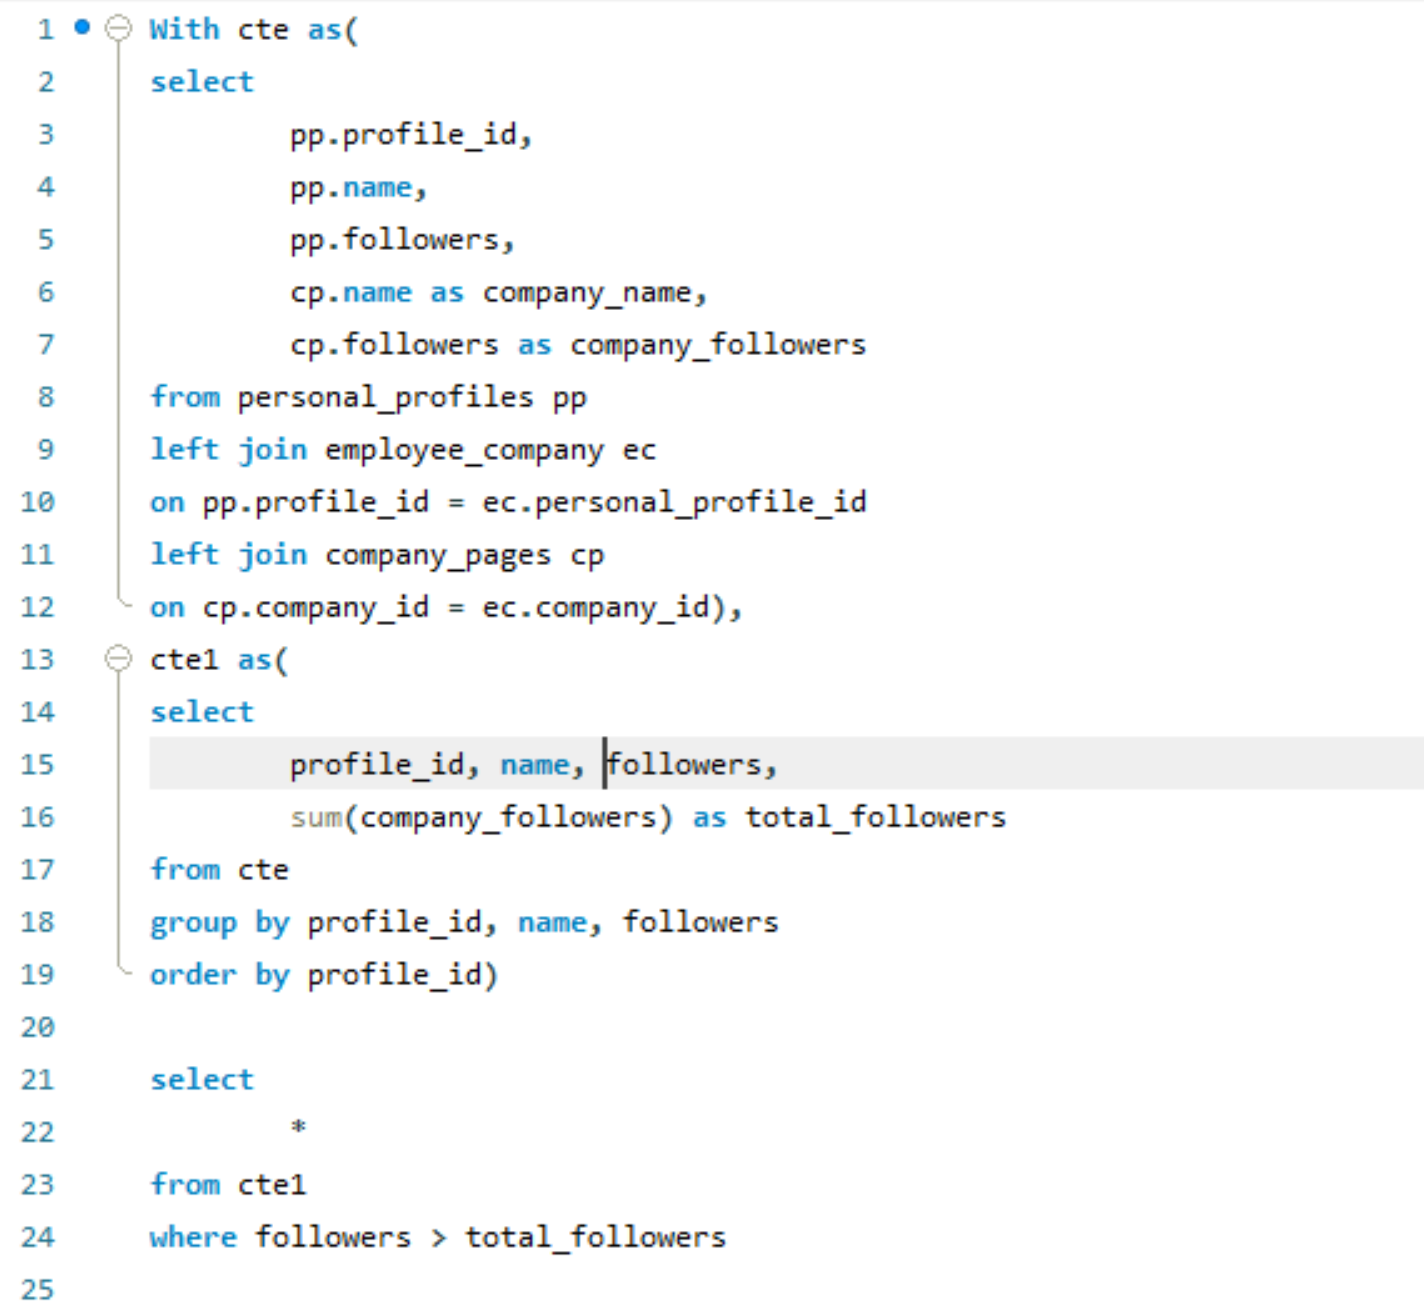 1 With cte as(
2 select
3 pp.profile_id,
4 pp.name,
5 pp.followers,
6 cp.name as company_name,
7 cp.followers as company_followers
8 from personal_profiles pp
9 left join employee_company ec
10 on pp.profile_id = ec.personal_profile_id
11 left join company_pages cp
12 on cp.company_id = ec.company_id),
13 cte1 as(
14 select
15 profile_id, name, followers,
16 sum(company_followers) as total_followers
17 from cte
18 group by profile_id, name, followers
19 order by profile_id)
20
21 select
22 *
23 from cte1
24 where followers > total_followers
25